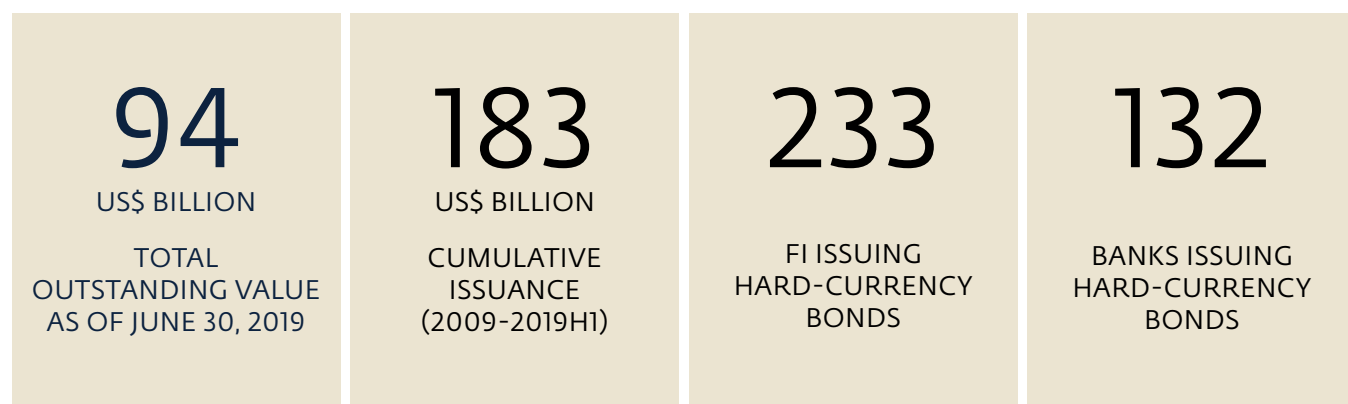 94
US$ BILLION
TOTAL
OUTSTANDING VALUE
AS OF JUNE 30, 2019
183
US$ BILLION
CUMULATIVE
ISSUANCE
(2009-2019H1)
233
FI ISSUING
HARD-CURRENCY
BONDS
132
BANKS ISSUING
HARD-CURRENCY
BONDS